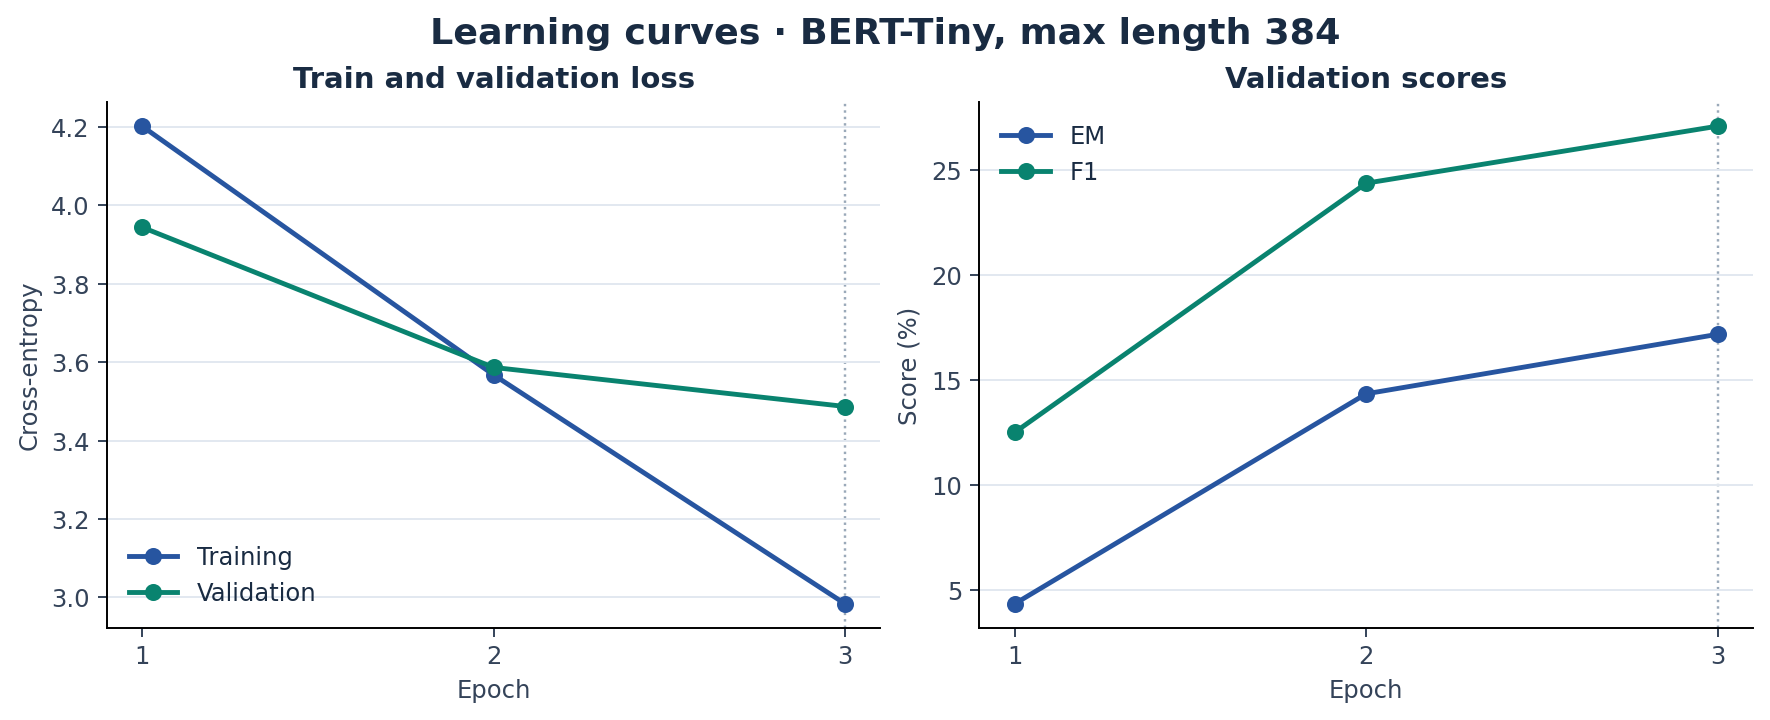 Learning curves · BERT-Tiny, max length 384
Train and validation loss
4.2
4.0
3.8
3.6
3.4
3.2
3.0
Cross-entropy
Training
Validation
1 2 3
Epoch
Validation scores
EM
F1
25
20
15
10
5
Score (%)
1 2 3
Epoch